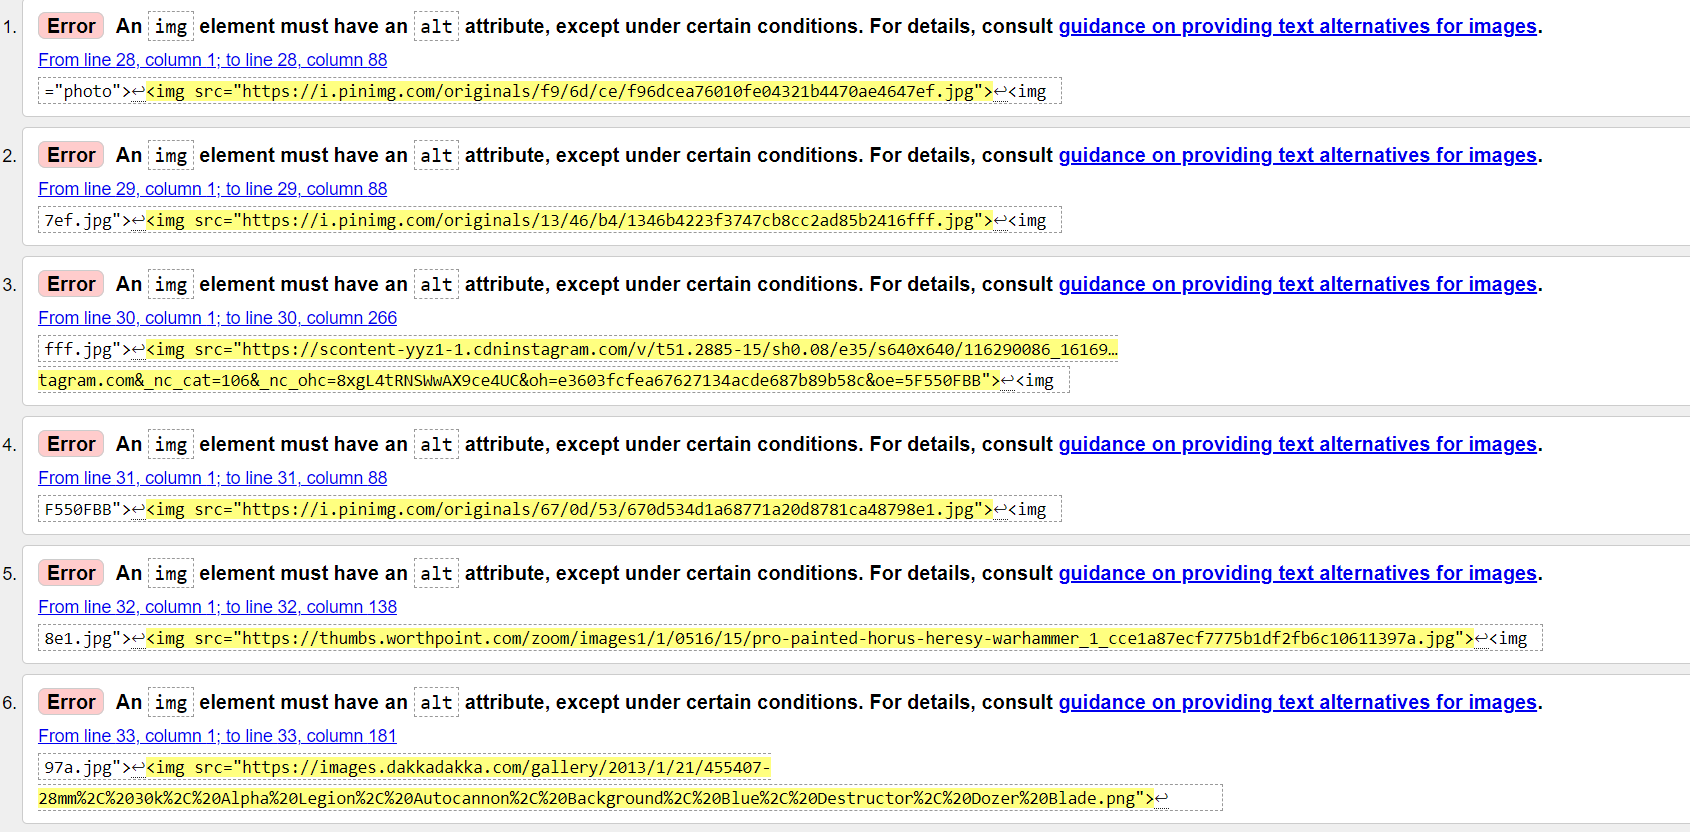 1. Error An img element must have an alt attribute, except under certain conditions. For details, consult guidance on providing text alternatives for images.
From line 28, column 1; to line 28, column 88
="photo">↩<img src="https://i.pinimg.com/originals/f9/6d/ce/f96dcea76010fe04321b4470ae4647ef.jpg">↩<img
2. Error An img element must have an alt attribute, except under certain conditions. For details, consult guidance on providing text alternatives for images.
From line 29, column 1; to line 29, column 88
7ef.jpg">↩<img src="https://i.pinimg.com/originals/13/46/b4/1346b4223f3747cb8cc2ad85b2416fff.jpg">↩<img
3. Error An img element must have an alt attribute, except under certain conditions. For details, consult guidance on providing text alternatives for images.
From line 30, column 1; to line 30, column 266
fff.jpg">↩<img src="https://scontent-yyz1-1.cdninstagram.com/v/t51.2885-15/sh0.08/e35/s640x640/116290086_16169…
tagram.com&_nc_cat=106&_nc_ohc=8xgL4tRNSWwAX9ce4UC&oh=e3603fcfea67627134acde687b89b58c&oe=5F550FBB">↩<img
4. Error An img element must have an alt attribute, except under certain conditions. For details, consult guidance on providing text alternatives for images.
From line 31, column 1; to line 31, column 88
F550FBB">↩<img src="https://i.pinimg.com/originals/67/0d/53/670d534d1a68771a20d8781ca48798e1.jpg">↩<img
5. Error An img element must have an alt attribute, except under certain conditions. For details, consult guidance on providing text alternatives for images.
From line 32, column 1; to line 32, column 138
8e1.jpg">↩<img src="https://thumbs.worthpoint.com/zoom/images1/1/0516/15/pro-painted-horus-heresy-warhammer_1_cce1a87ecf7775b1df2fb6c10611397a.jpg">↩<img
6. Error An img element must have an alt attribute, except under certain conditions. For details, consult guidance on providing text alternatives for images.
From line 33, column 1; to line 33, column 181
97a.jpg">↩<img src="https://images.dakkadakka.com/gallery/2013/1/21/455407-
28mm%2C%2030k%2C%20Alpha%20Legion%2C%20Autocannon%2C%20Background%2C%20Blue%2C%20Destructor%2C%20Dozer%20Blade.png">↩